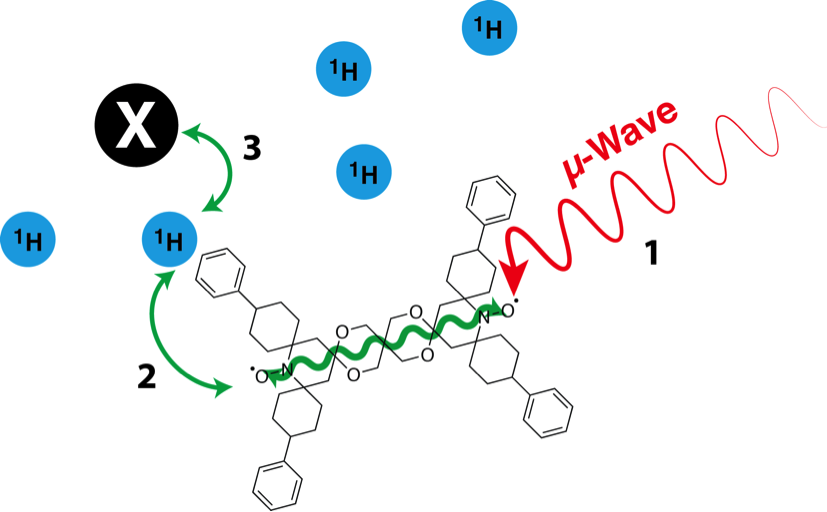 ¹H
¹H
X
3
μ-Wave
¹H
1
¹H
¹H
2
O
O
N-O·
·O-N
O
O